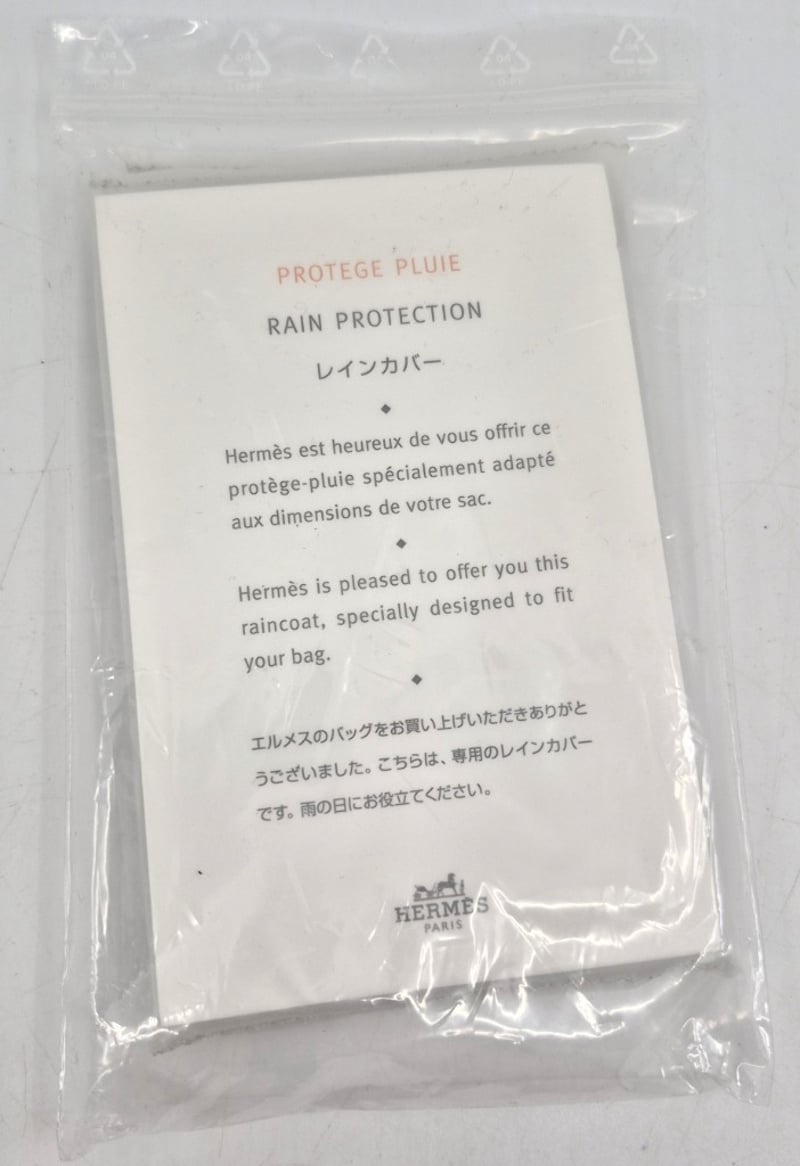 PROTEGE PLUIE
RAIN PROTECTION
レインカバー
Hermès est heureux de vous offrir ce
protège-pluie spécialement adapté
aux dimensions de votre sac.
Hermès is pleased to offer you this
raincoat, specially designed to fit
your bag.
エルメスのバッグをお買い上げいただきありがと
うございました。こちらは、専用のレインカバー
です。雨の日にお役立てください。
HERMÈS
PARIS